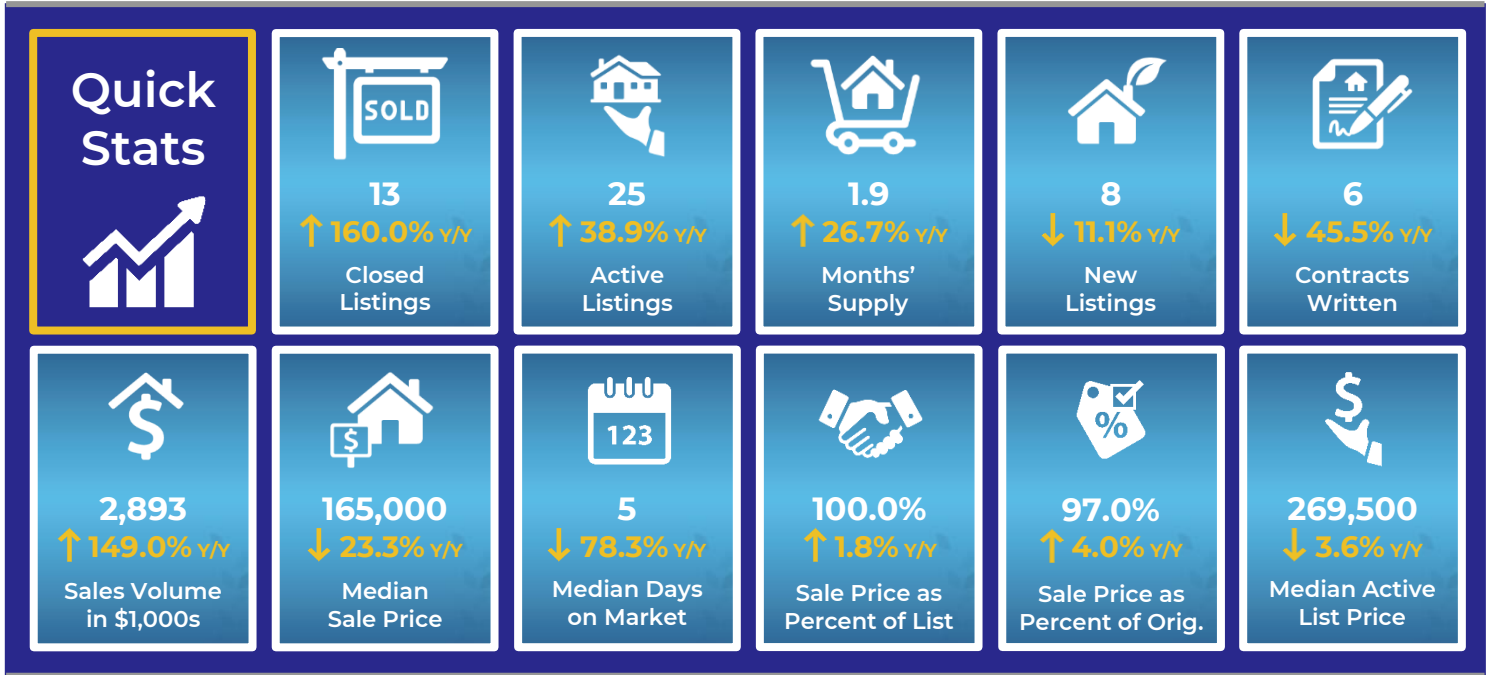 Quick
Stats
SOLD
13
↑ 160.0% Y/Y
Closed
Listings
25
↑ 38.9% Y/Y
Active
Listings
1.9
↑ 26.7% Y/Y
Months’
Supply
8
↓ 11.1% Y/Y
New
Listings
6
↓ 45.5% Y/Y
Contracts
Written
$
2,893
↑ 149.0% Y/Y
Sales Volume
in $1,000s
$
165,000
↓ 23.3% Y/Y
Median
Sale Price
123
5
↓ 78.3% Y/Y
Median Days
on Market
100.0%
↑ 1.8% Y/Y
Sale Price as
Percent of List
%
97.0%
↑ 4.0% Y/Y
Sale Price as
Percent of Orig.
$
269,500
↓ 3.6% Y/Y
Median Active
List Price